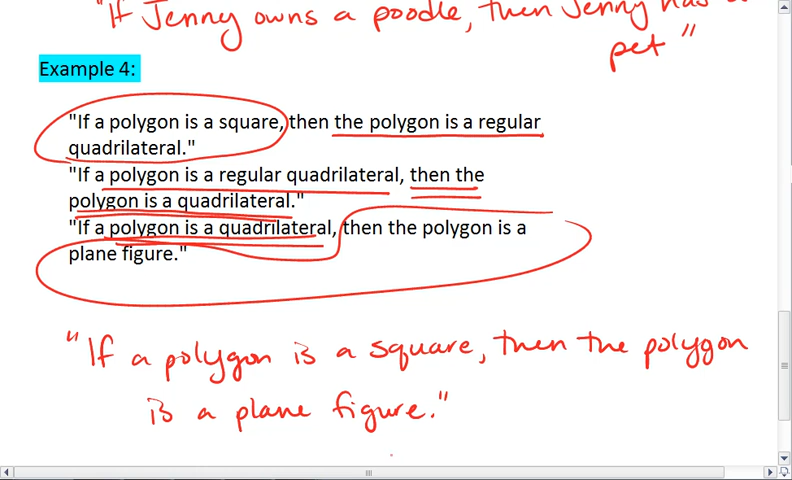 "If Jenny owns a poodle, then Jenny has a
pet"
Example 4:
"If a polygon is a square, then the polygon is a regular
quadrilateral."
"If a polygon is a regular quadrilateral, then the
polygon is a quadrilateral."
"If a polygon is a quadrilateral, then the polygon is a
plane figure."
"If a polygon is a square, then the polygon
is a plane figure."